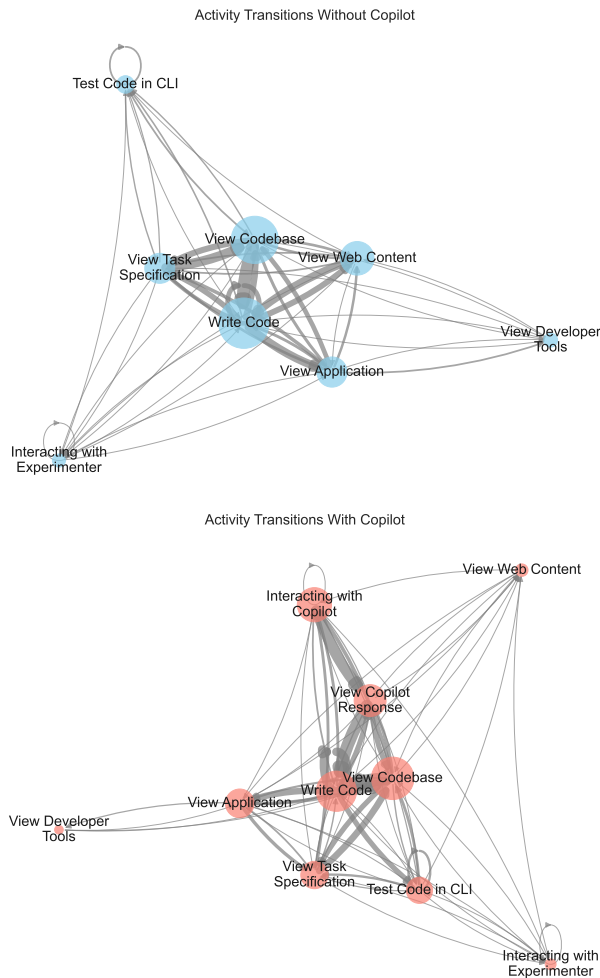 Activity Transitions Without Copilot
Test Code in CLI
View Codebase
View Web Content
View Task
Specification
Write Code
View Developer
Tools
View Application
Interacting with
Experimenter
Activity Transitions With Copilot
View Web Content
Interacting with
Copilot
View Copilot
Response
View Codebase
Write Code
View Application
View Developer
Tools
View Task
Specification
Test Code in CLI
Interacting with
Experimenter